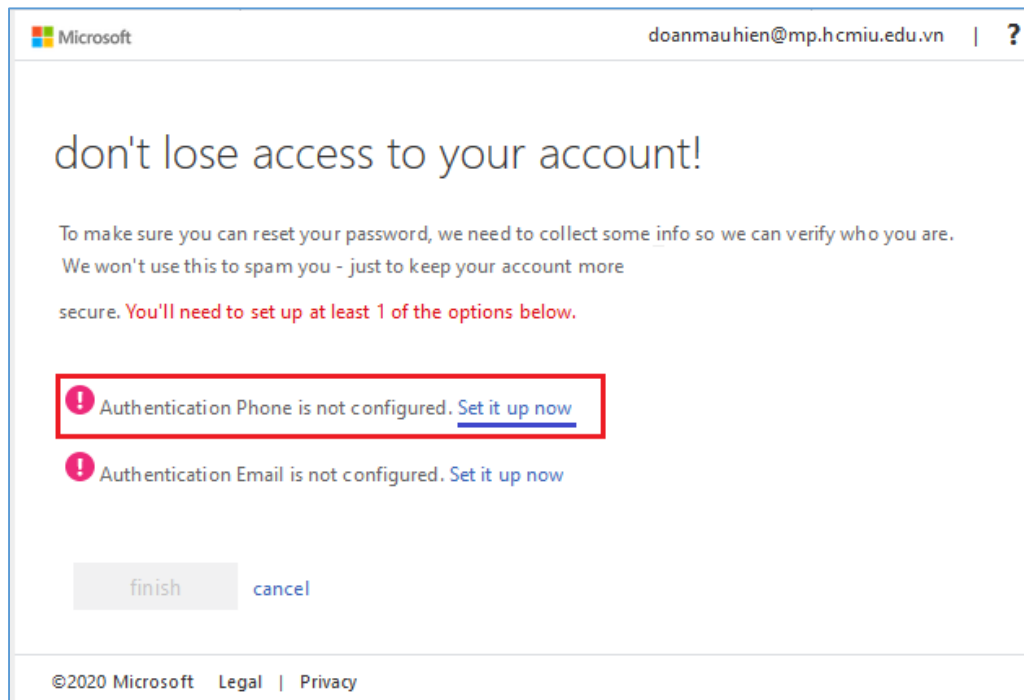 Microsoft doanmauhien@mp.hcmiu.edu.vn | ?
don't lose access to your account!
To make sure you can reset your password, we need to collect some info so we can verify who you are.
We won't use this to spam you - just to keep your account more
secure. You'll need to set up at least 1 of the options below.
! Authentication Phone is not configured. Set it up now
! Authentication Email is not configured. Set it up now
finish cancel
©2020 Microsoft Legal | Privacy